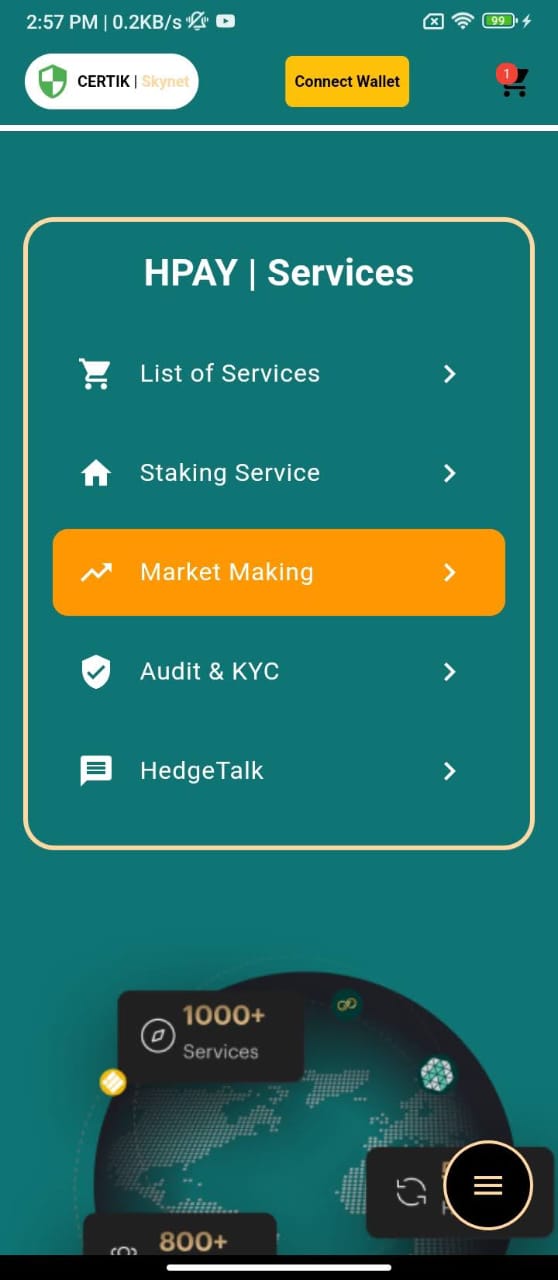 2:57 PM | 0.2KB/s
99
CERTIK | Skynet
Connect Wallet
1
HPAY | Services
List of Services
Staking Service
Market Making
Audit & KYC
HedgeTalk
1000+
Services
800+